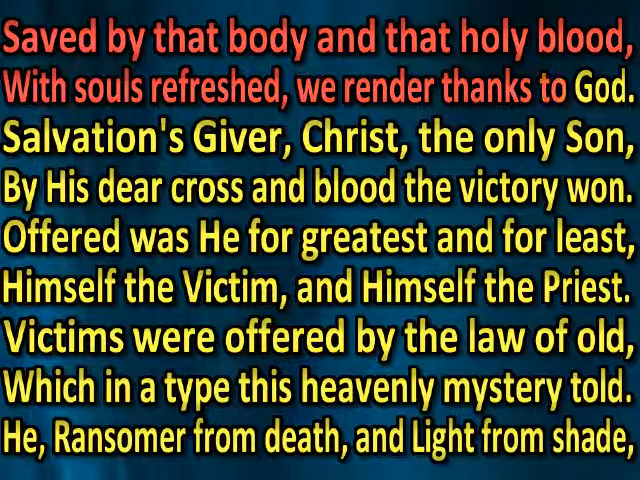 Saved by that body and that holy blood,
With souls refreshed, we render thanks to God.
Salvation's Giver, Christ, the only Son,
By His dear cross and blood the victory won.
Offered was He for greatest and for least,
Himself the Victim, and Himself the Priest.
Victims were offered by the law of old,
Which in a type this heavenly mystery told.
He, Ransomer from death, and Light from shade,